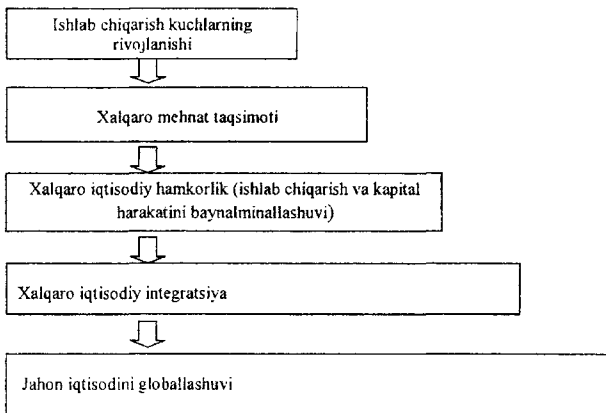 Ishlab chiqarish kuchlarning
rivojlanishi
Xalqaro mehnat taqsimoti
Xalqaro iqtisodiy hamkorlik (ishlab chiqarish va kapital
harakatini baynalminallashuvi)
Xalqaro iqtisodiy integratsiya
Jahon iqtisodini globallashuvi